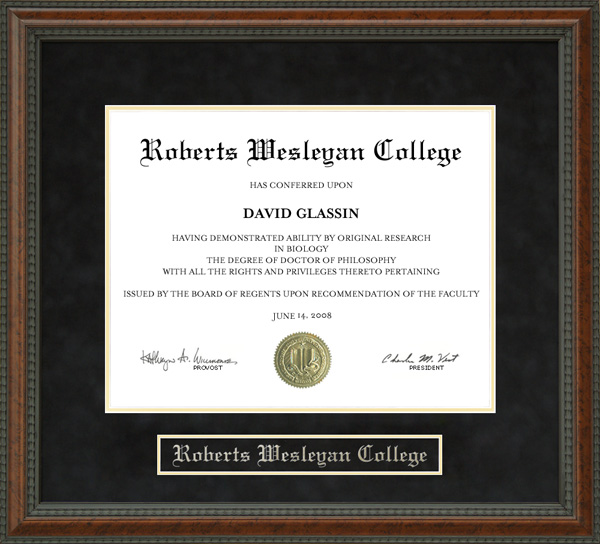 Roberts Wesleyan College
HAS CONFERRED UPON
DAVID GLASSIN
HAVING DEMONSTRATED ABILITY BY ORIGINAL RESEARCH
IN BIOLOGY
THE DEGREE OF DOCTOR OF PHILOSOPHY
WITH ALL THE RIGHTS AND PRIVILEGES THERETO PERTAINING
ISSUED BY THE BOARD OF REGENTS UPON RECOMMENDATION OF THE FACULTY
JUNE 14, 2008
PROVOST
PRESIDENT
Roberts Wesleyan College